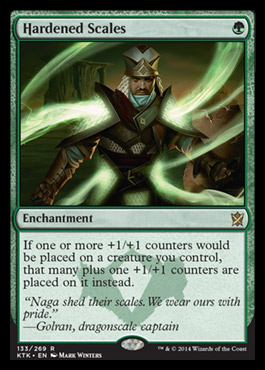 Hardened Scales
Enchantment
If one or more +1/+1 counters would
be placed on a creature you control,
that many plus one +1/+1 counters are
placed on it instead.
“Naga shed their scales. We wear ours with
pride.”
—Golran, dragonscale captain
133/269 R
KTK • EN MARK WINTERS
™ & © 2014 Wizards of the Coast